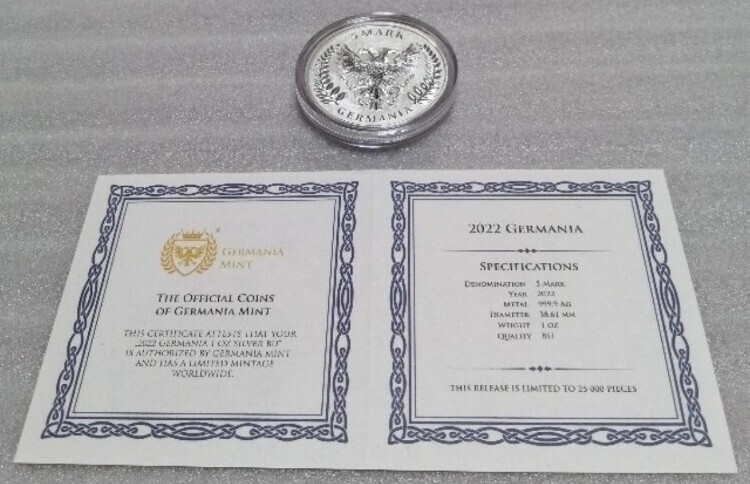 5 MARK
GERMANIA
GERMANIA
MINT
THE OFFICIAL COINS
OF GERMANIA MINT
THIS CERTIFICATE ATTESTS THAT YOUR
„2022 GERMANIA 1 OZ SILVER BU"
IS AUTHORIZED BY GERMANIA MINT
AND HAS A LIMITED MINTAGE
WORLDWIDE.
2022 GERMANIA
SPECIFICATIONS
DENOMINATION 5 MARK
YEAR 2022
METAL 999.9 AG
DIAMETER 38.61 MM
WEIGHT 1 OZ
QUALITY BU
THIS RELEASE IS LIMITED TO 25 000 PIECES